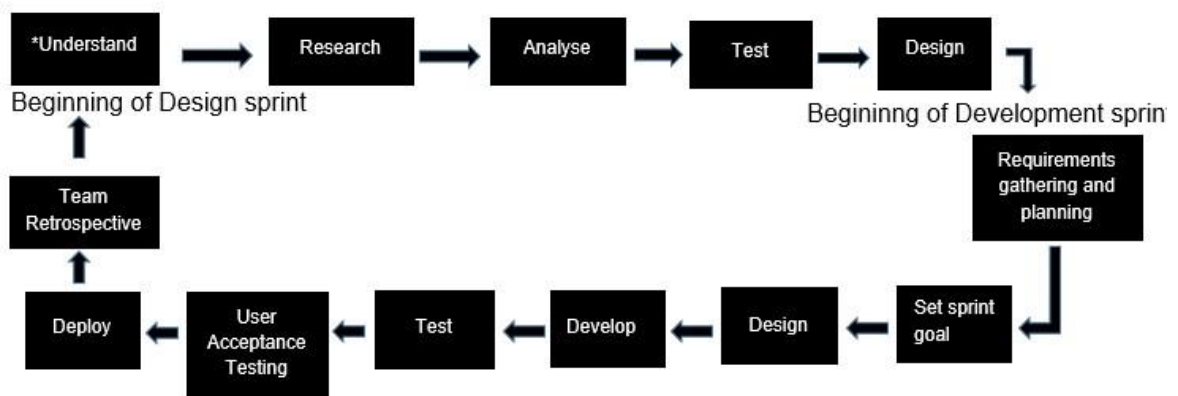 *Understand
Research
Analyse
Test
Design
Beginning of Design sprint
Begininng of Development sprin
Requirements
gathering and
planning
Set sprint
goal
Design
Develop
Test
User
Acceptance
Testing
Deploy
Team
Retrospective